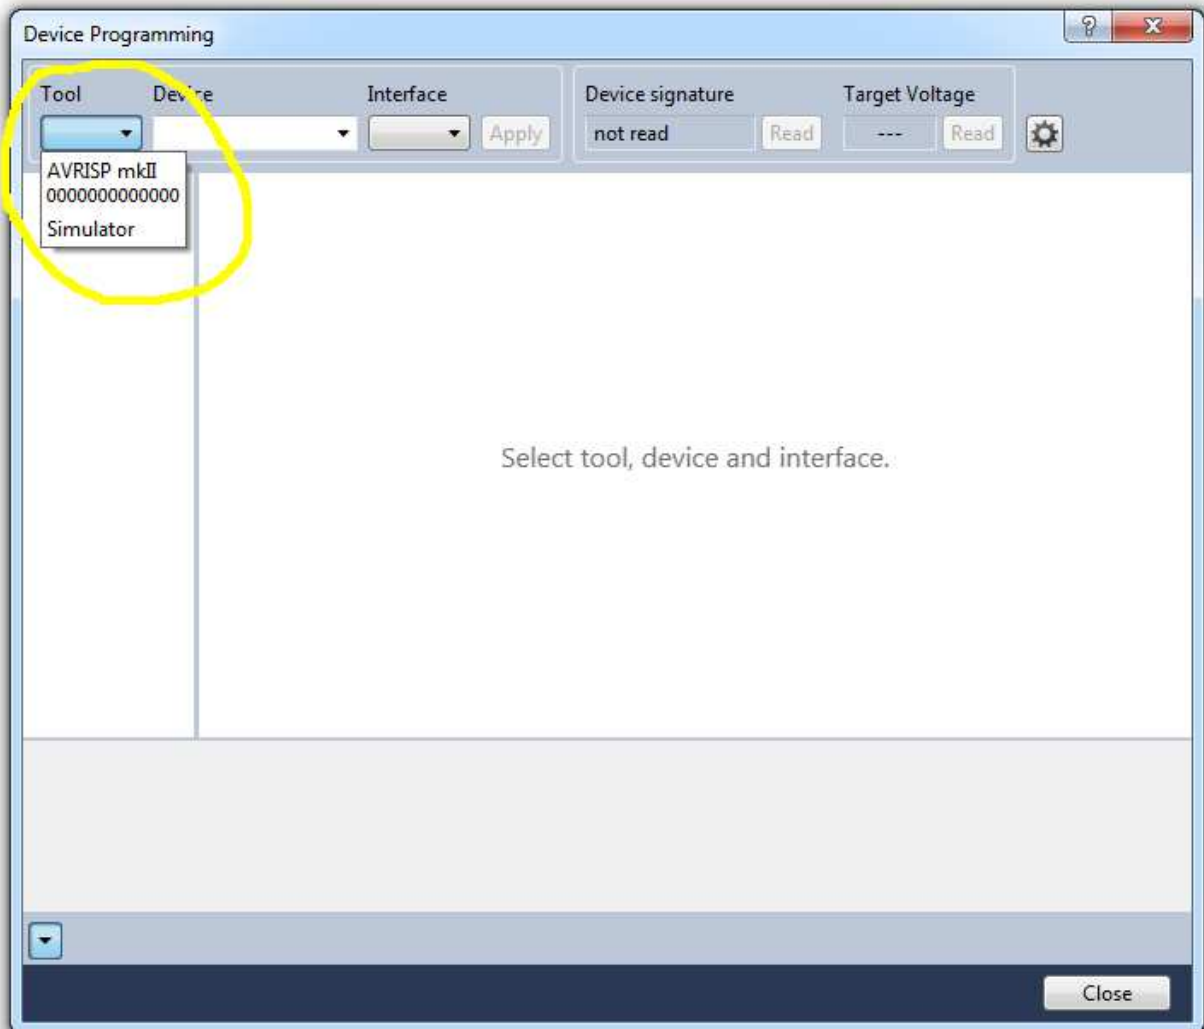 Device Programming
Tool Device Interface Device signature Target Voltage
Apply not read Read --- Read
AVRISP mkII
0000000000000
Simulator
Select tool, device and interface.
Close